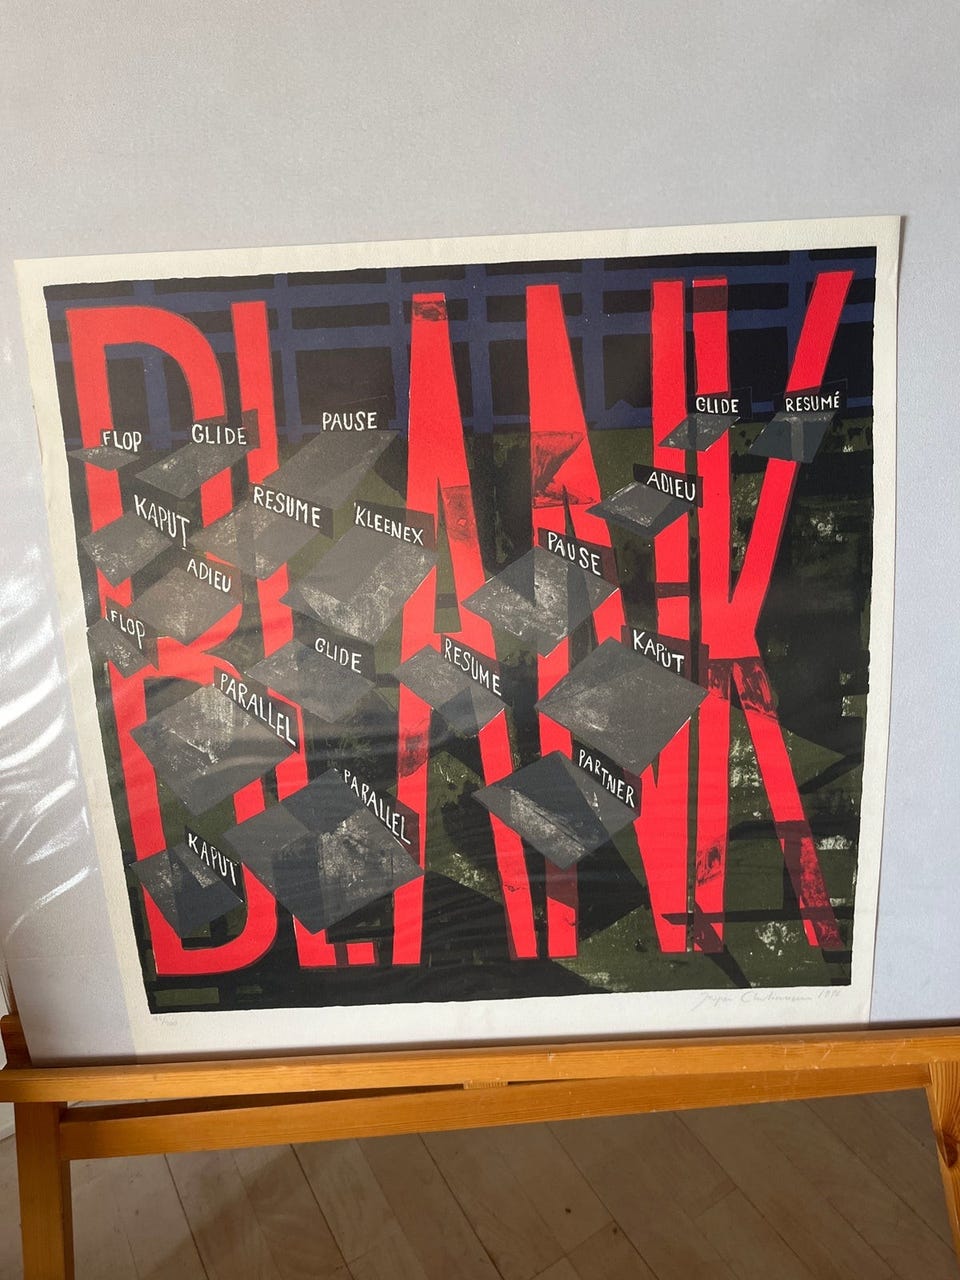 BLANK
FLOP
GLIDE
PAUSE
GLIDE
RESUMÉ
KAPUT
RESUME
KLEENEX
ADIEU
ADIEU
PAUSE
FLOP
GLIDE
RESUME
KAPUT
PARALLEL
PARALLEL
PARTNER
KAPUT